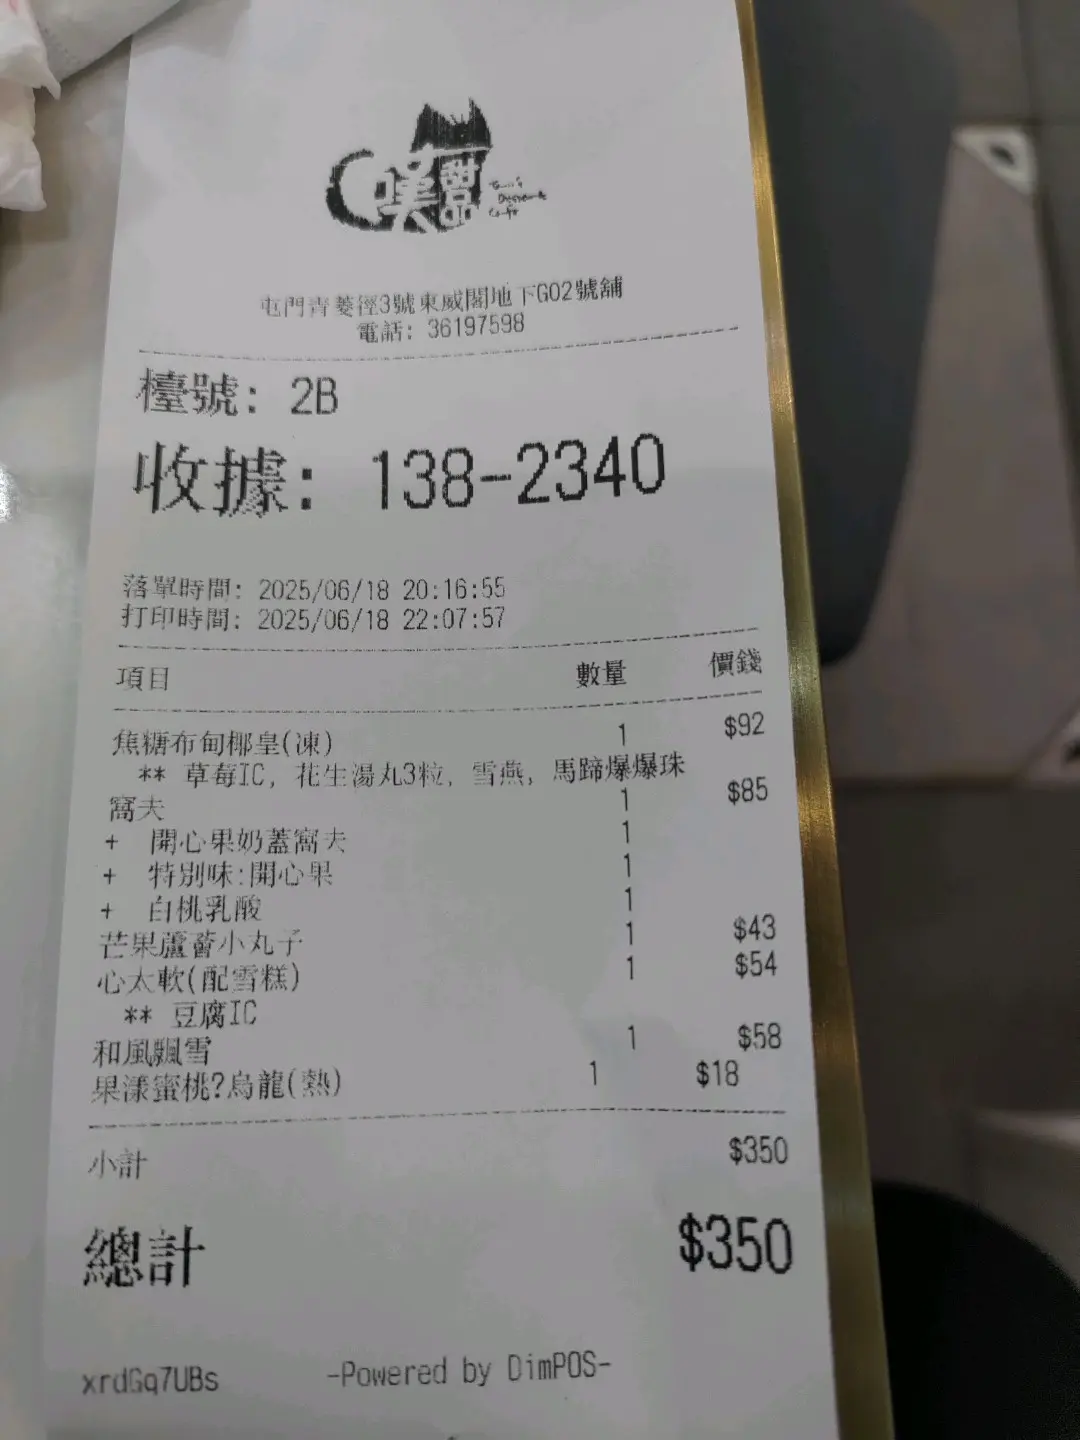 噗甜品
屯門青菱徑3號東威閣地下G02號舖
電話: 36197598
檯號: 2B
收據: 138-2340
落單時間: 2025/06/18 20:16:55
打印時間: 2025/06/18 22:07:57
項目 數量 價錢
焦糖布甸椰皇(凍) 1 $92
** 草莓IC, 花生湯丸3粒, 雪燕, 馬蹄爆爆珠
窩夫 1 $85
+ 開心果奶蓋窩夫 1
+ 特別味:開心果 1
+ 白桃乳酸 1
芒果蘆薈小丸子 1 $43
心太軟(配雪糕) 1 $54
** 豆腐IC
和風飄雪 1 $58
果漾蜜桃?烏龍(熱) 1 $18
小計 $350
總計 $350
xrdGq7UBs -Powered by DimPOS-